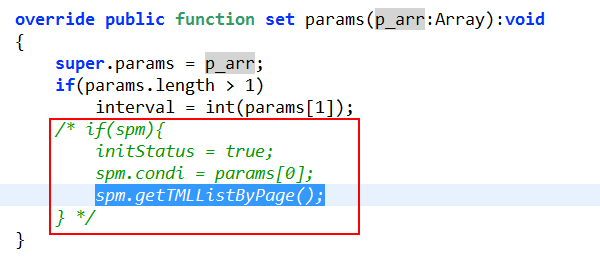 override public function set params(p_arr:Array):void
{
super.params = p_arr;
if(params.length > 1)
interval = int(params[1]);
/* if(spm){
initStatus = true;
spm.condi = params[0];
spm.getTMLListByPage();
} */
}